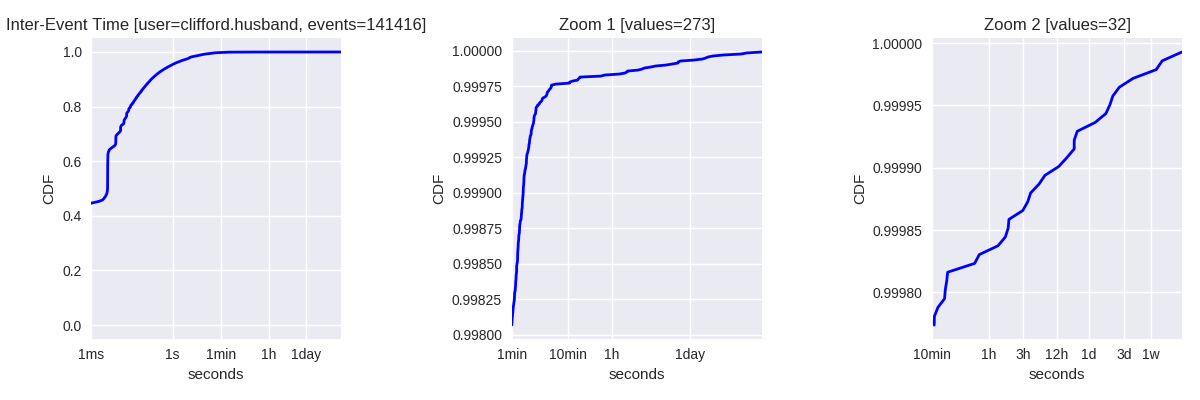 Inter-Event Time [user=clifford.husband, events=141416]
CDF
1.0
0.8
0.6
0.4
0.2
0.0
1ms 1s 1min 1h 1day
seconds
Zoom 1 [values=273]
CDF
1.00000
0.99975
0.99950
0.99925
0.99900
0.99875
0.99850
0.99825
0.99800
1min 10min 1h 1day
seconds
Zoom 2 [values=32]
CDF
1.00000
0.99995
0.99990
0.99985
0.99980
10min 1h 3h 12h 1d 3d 1w
seconds